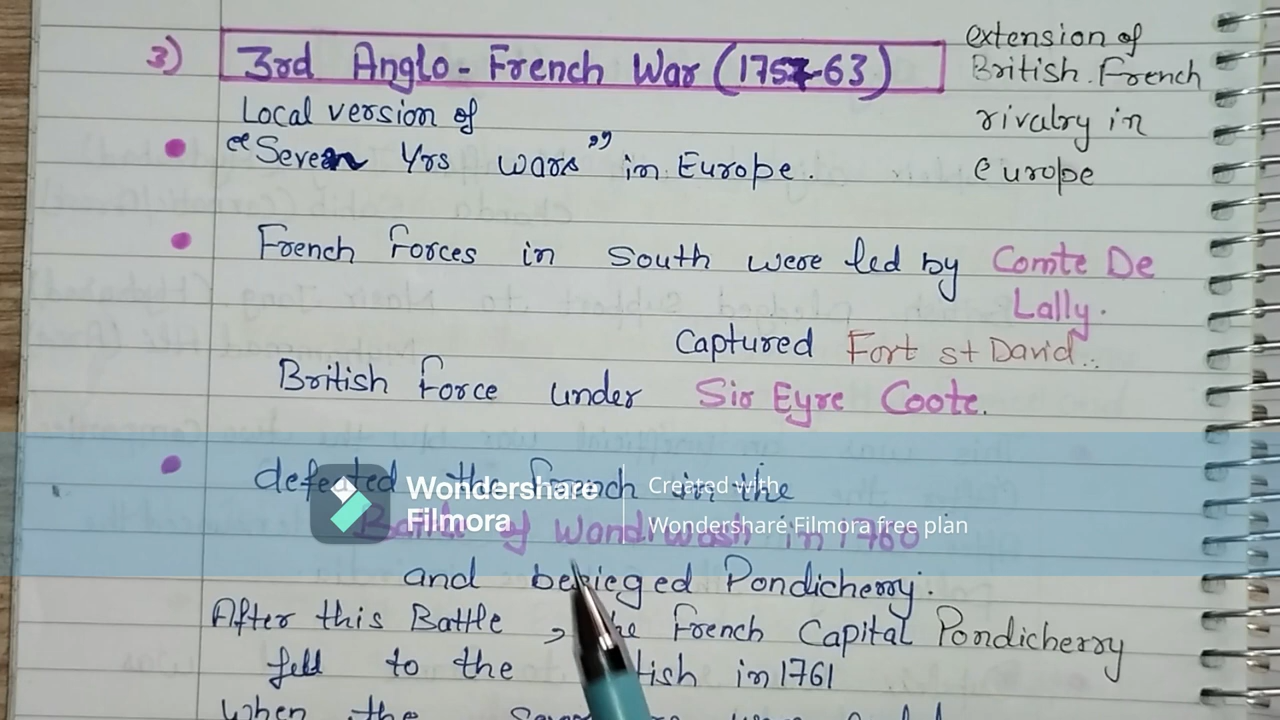 3) 3rd Anglo-French War (1757-63)
extension of
British French
rivalry in
europe
Local version of
"Seven Yrs wars" in Europe.
French Forces in South were led by Comte De
Lally.
Captured Fort st David..
British Force under Sir Eyre Coote.
defeated the French in the
Battle of Wandiwash in 1760
and besieged Pondicherry.
After this Battle, the French Capital Pondicherry
fell to the in 1761
When the
Wondershare
Filmora
Created with
Wondershare Filmora free plan